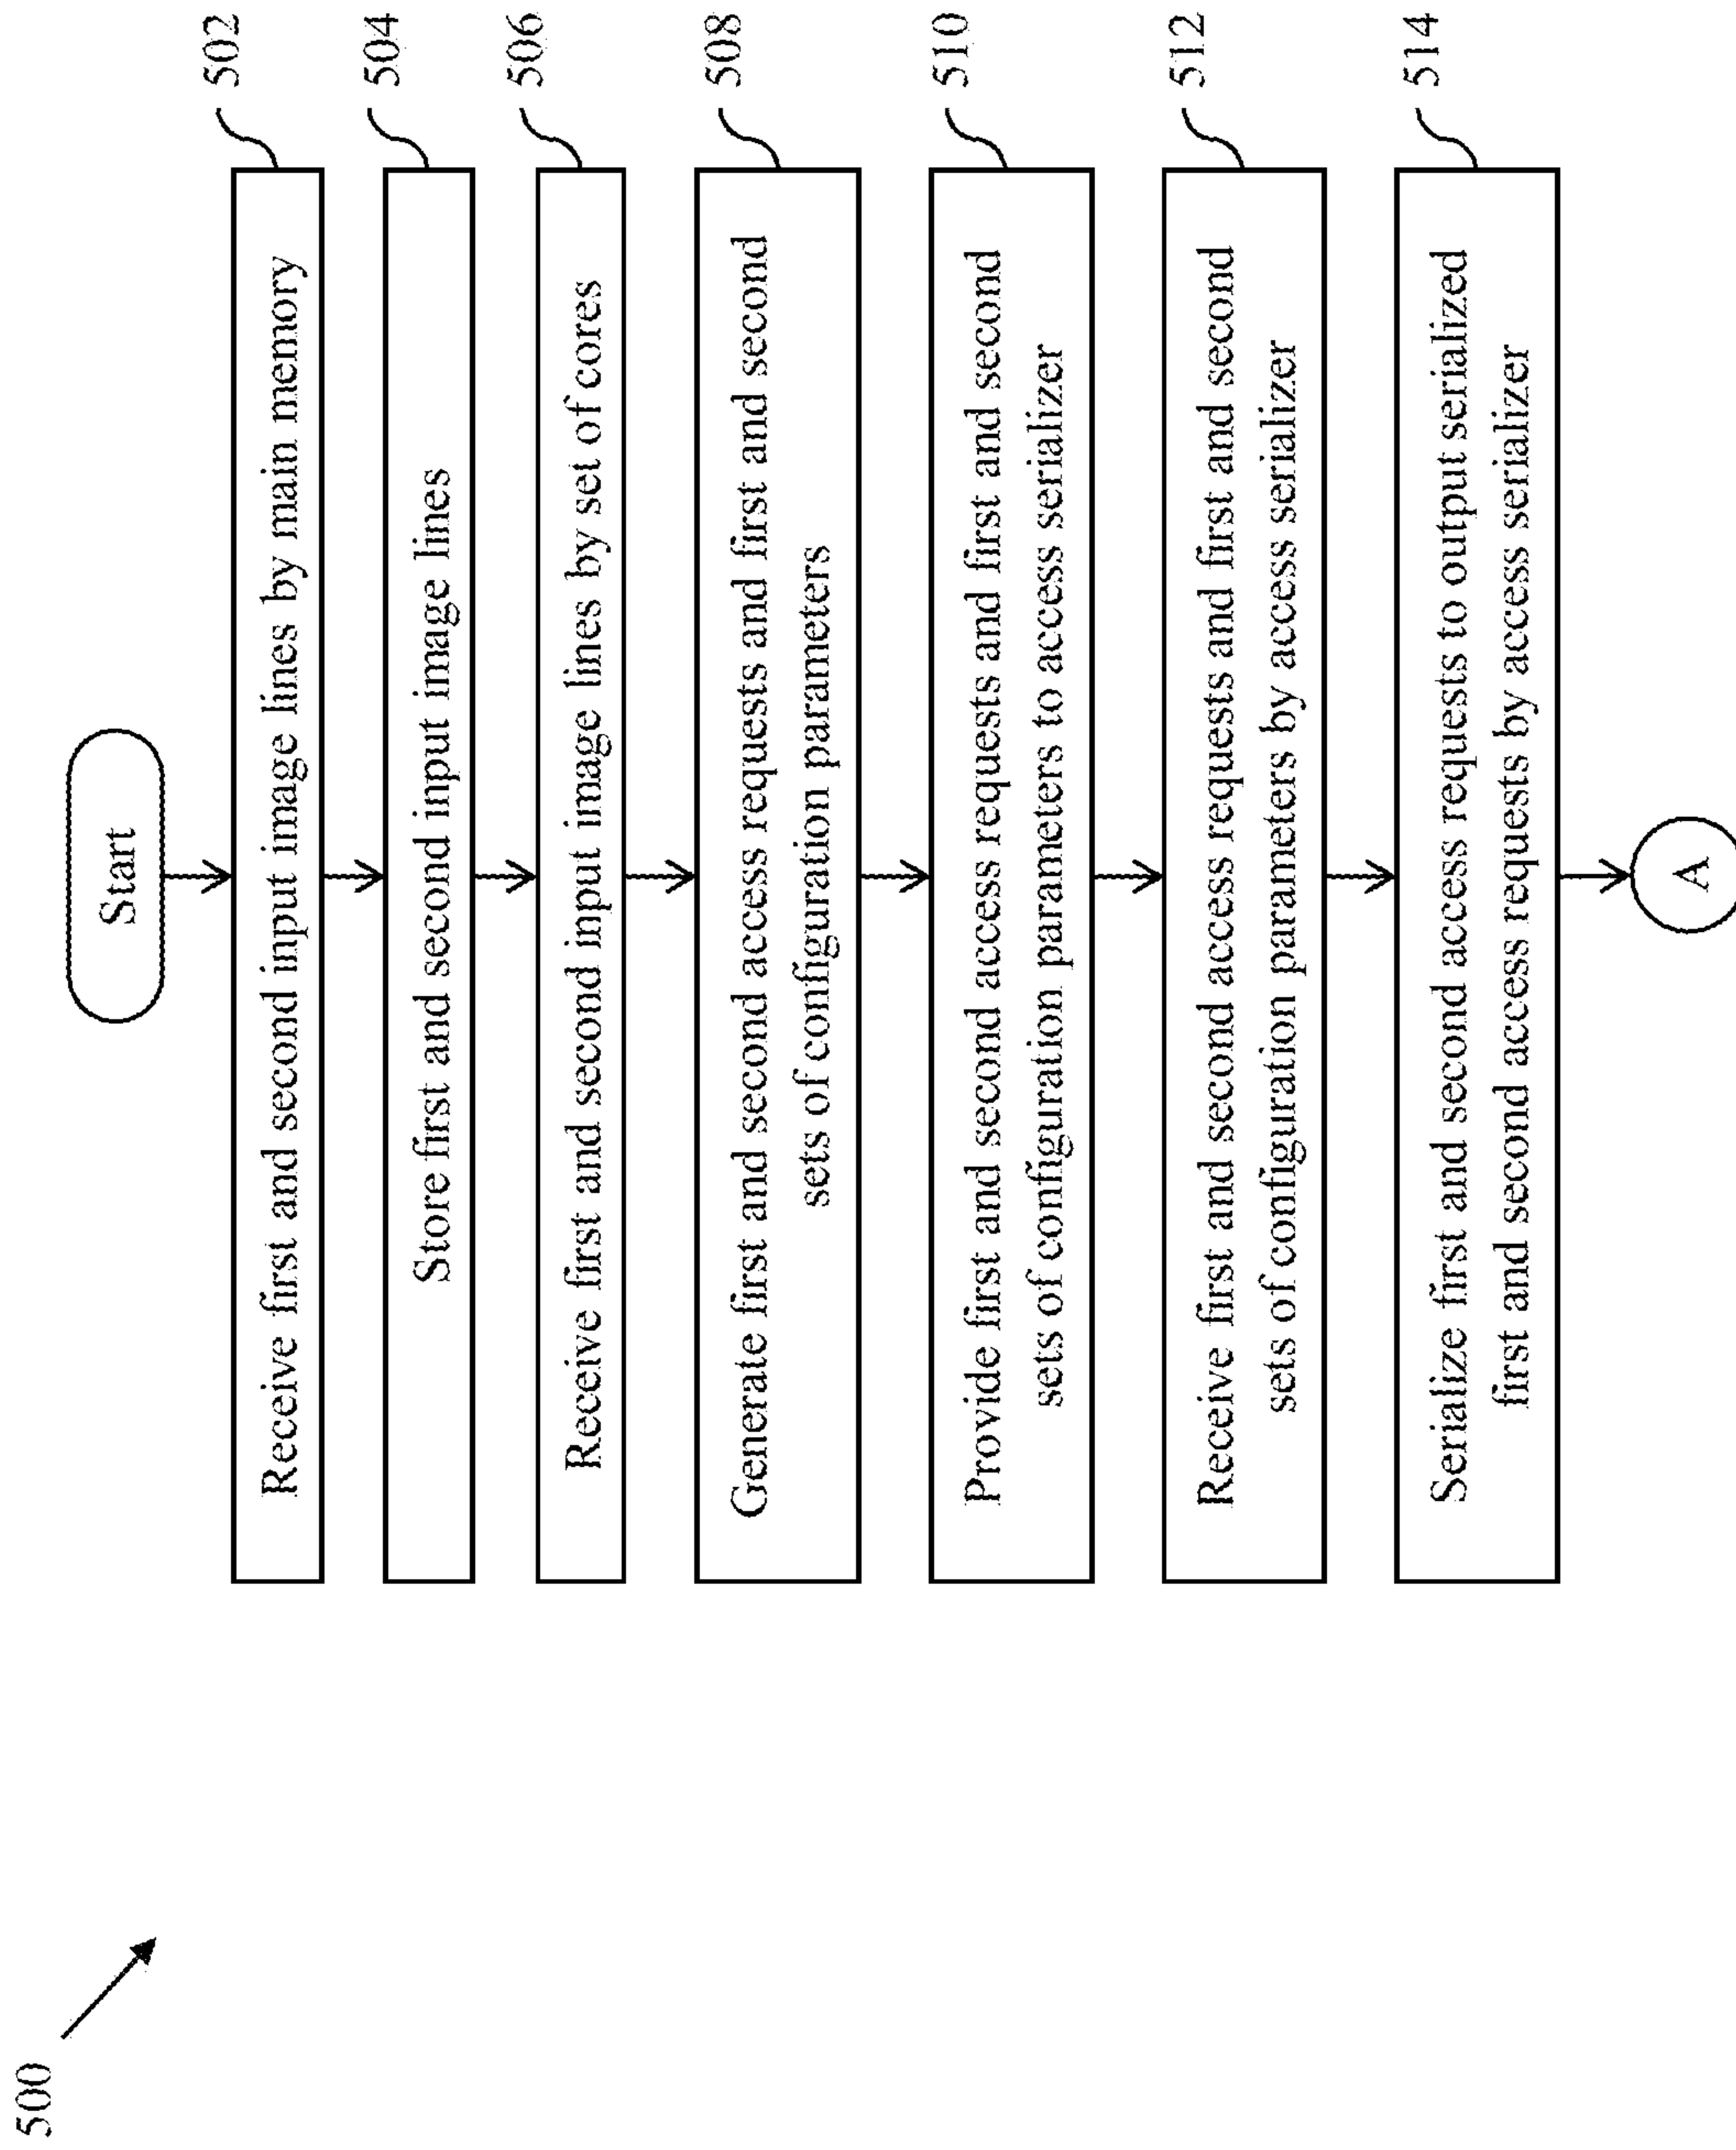 500
Start
Receive first and second input image lines by main memory
502
Store first and second input image lines
504
Receive first and second input image lines by set of cores
506
Generate first and second access requests and first and second
sets of configuration parameters
508
Provide first and second access requests and first and second
sets of configuration parameters to access serializer
510
Receive first and second access requests and first and second
sets of configuration parameters by access serializer
512
Serialize first and second access requests to output serialized
first and second access requests by access serializer
514
A